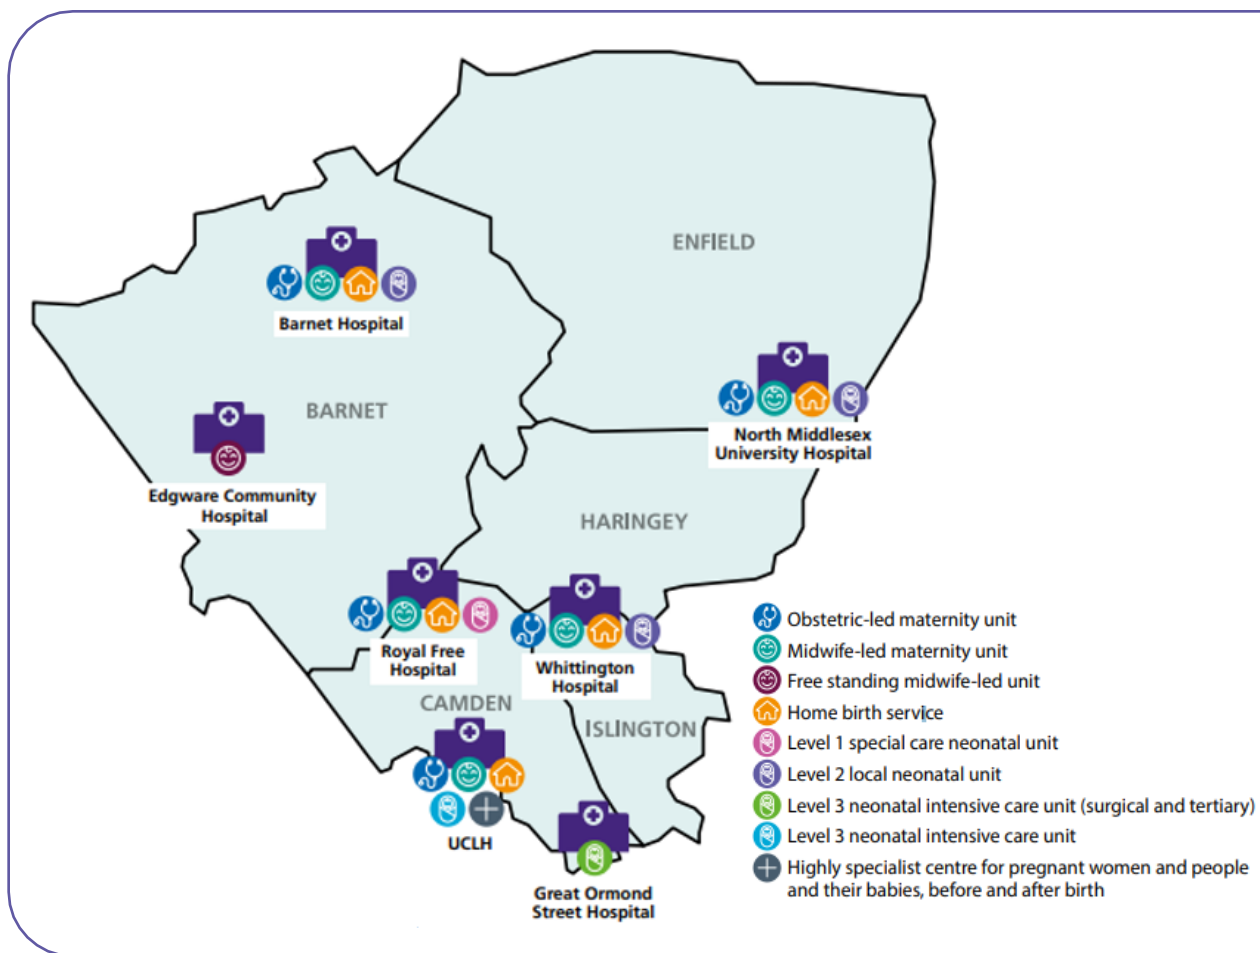 ENFIELD
Barnet Hospital
BARNET
North Middlesex
University Hospital
Edgware Community
Hospital
HARINGEY
Royal Free
Hospital
Whittington
Hospital
CAMDEN
ISLINGTON
UCLH
Great Ormond
Street Hospital
Obstetric-led maternity unit
Midwife-led maternity unit
Free standing midwife-led unit
Home birth service
Level 1 special care neonatal unit
Level 2 local neonatal unit
Level 3 neonatal intensive care unit (surgical and tertiary)
Level 3 neonatal intensive care unit
Highly specialist centre for pregnant women and people
and their babies, before and after birth